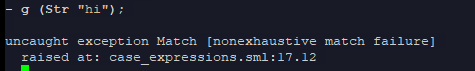 - g (Str "hi");
uncaught exception Match [nonexhaustive match failure]
raised at: case_expressions.sml:17.12